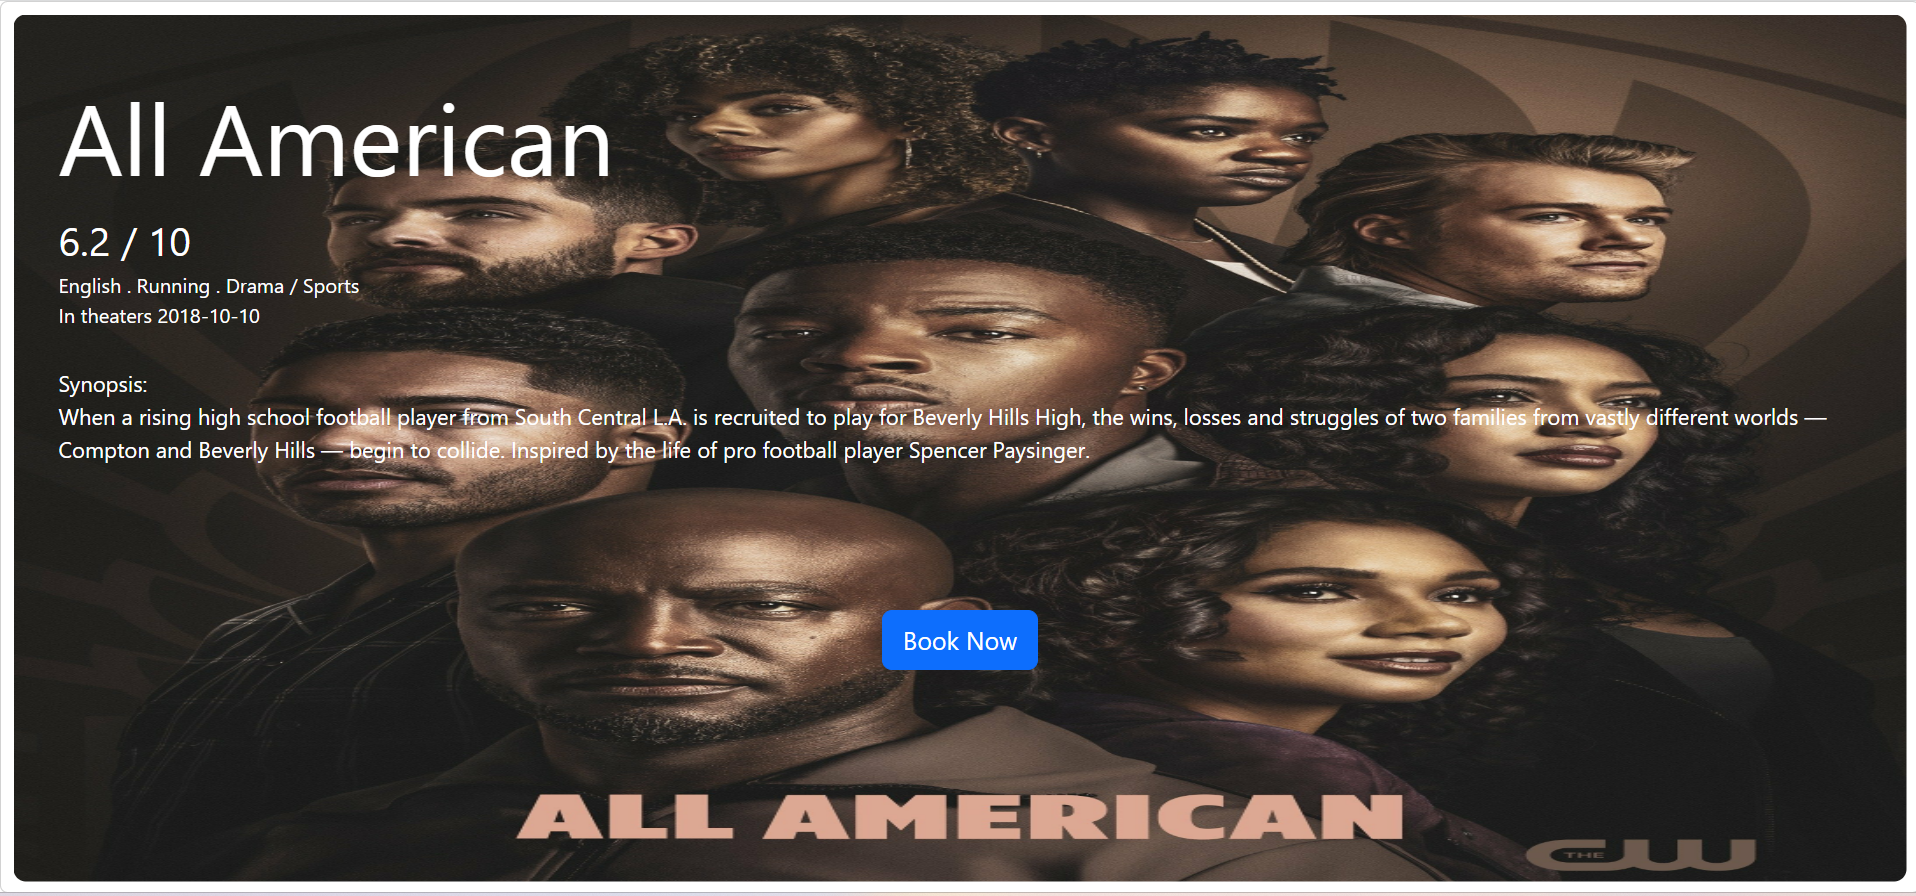 All American
6.2 / 10
English . Running . Drama / Sports
In theaters 2018-10-10
Synopsis:
When a rising high school football player from South Central L.A. is recruited to play for Beverly Hills High, the wins, losses and struggles of two families from vastly different worlds —
Compton and Beverly Hills — begin to collide. Inspired by the life of pro football player Spencer Paysinger.
Book Now
ALL AMERICAN
THE CW